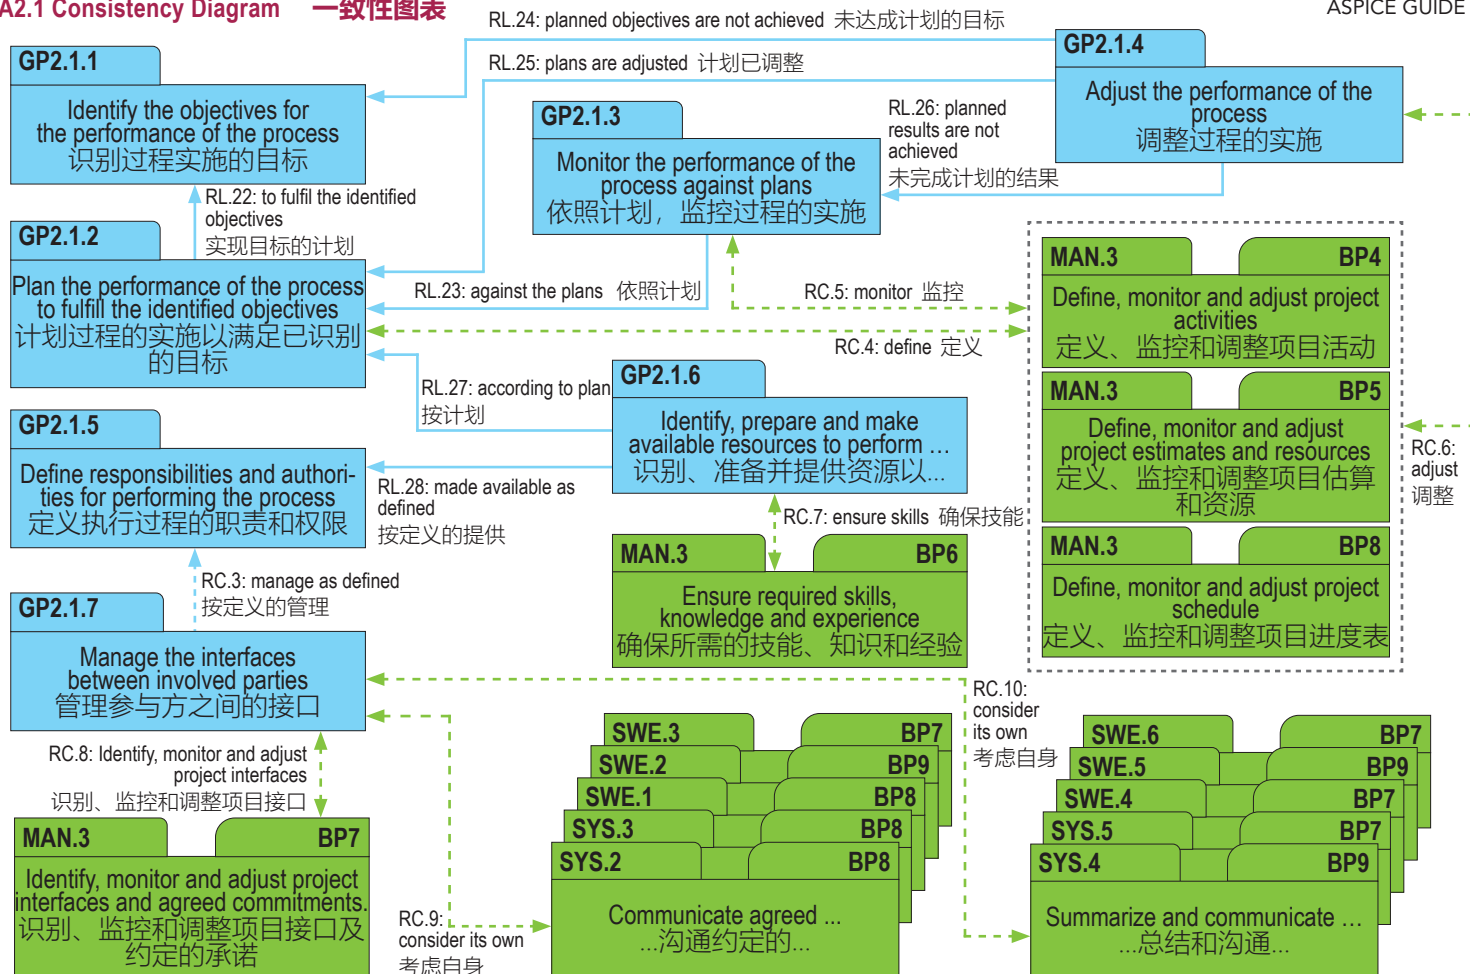 A2.1 Consistency Diagram 一致性图表
ASPICE GUIDE
RL.24: planned objectives are not achieved 未达成计划的目标
RL.25: plans are adjusted 计划已调整
GP2.1.1
Identify the objectives for
the performance of the process
识别过程实施的目标
GP2.1.4
Adjust the performance of the
process
调整过程的实施
GP2.1.3
Monitor the performance of the
process against plans
依照计划，监控过程的实施
RL.26: planned
results are not
achieved
未完成计划的结果
RL.22: to fulfil the identified
objectives
实现目标的计划
GP2.1.2
Plan the performance of the process
to fulfill the identified objectives
计划过程的实施以满足已识别
的目标
RL.23: against the plans 依照计划
RC.5: monitor 监控
RC.4: define 定义
MAN.3 BP4
Define, monitor and adjust project
activities
定义、监控和调整项目活动
MAN.3 BP5
Define, monitor and adjust
project estimates and resources
定义、监控和调整项目估算
和资源
MAN.3 BP8
Define, monitor and adjust project
schedule
定义、监控和调整项目进度表
RC.6:
adjust
调整
RL.27: according to plan
按计划
GP2.1.6
Identify, prepare and make
available resources to perform ...
识别、准备并提供资源以...
GP2.1.5
Define responsibilities and authori-
ties for performing the process
定义执行过程的职责和权限
RL.28: made available as
defined
按定义的提供
RC.7: ensure skills 确保技能
MAN.3 BP6
Ensure required skills,
knowledge and experience
确保所需的技能、知识和经验
RC.3: manage as defined
按定义的管理
GP2.1.7
Manage the interfaces
between involved parties
管理参与方之间的接口
RC.8: Identify, monitor and adjust
project interfaces
识别、监控和调整项目接口
MAN.3 BP7
Identify, monitor and adjust project
interfaces and agreed commitments.
识别、监控和调整项目接口及
约定的承诺
RC.9:
consider its own
考虑自身
SWE.3 BP7
SWE.2 BP9
SWE.1 BP8
SYS.3 BP8
SYS.2 BP8
Communicate agreed ...
...沟通约定的...
RC.10:
consider
its own
考虑自身
SWE.6 BP7
SWE.5 BP9
SWE.4 BP7
SYS.5 BP7
SYS.4 BP9
Summarize and communicate ...
...总结和沟通...